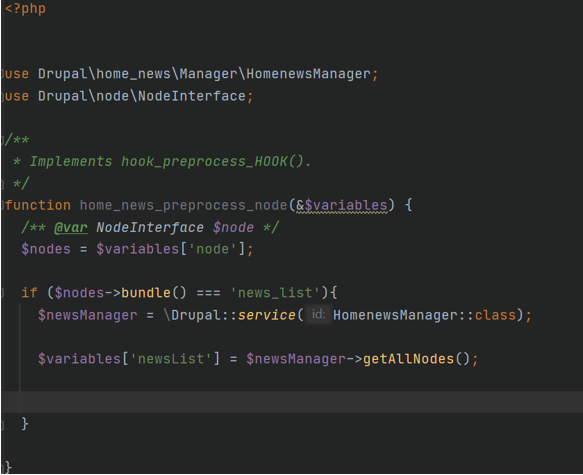 <?php
use Drupal\home_news\Manager\HomenewsManager;
use Drupal\node\NodeInterface;
/**
 * Implements hook_preprocess_HOOK().
 */
function home_news_preprocess_node(&$variables) {
  /** @var NodeInterface $node */
  $nodes = $variables['node'];
  if ($nodes->bundle() === 'news_list'){
    $newsManager = \Drupal::service( id: HomenewsManager::class);
    $variables['newsList'] = $newsManager->getAllNodes();
  }
}